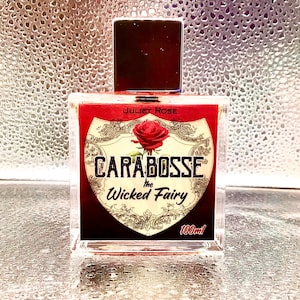 JULIET ROSE
CARABOSSE
the
Wicked Fairy
100ml